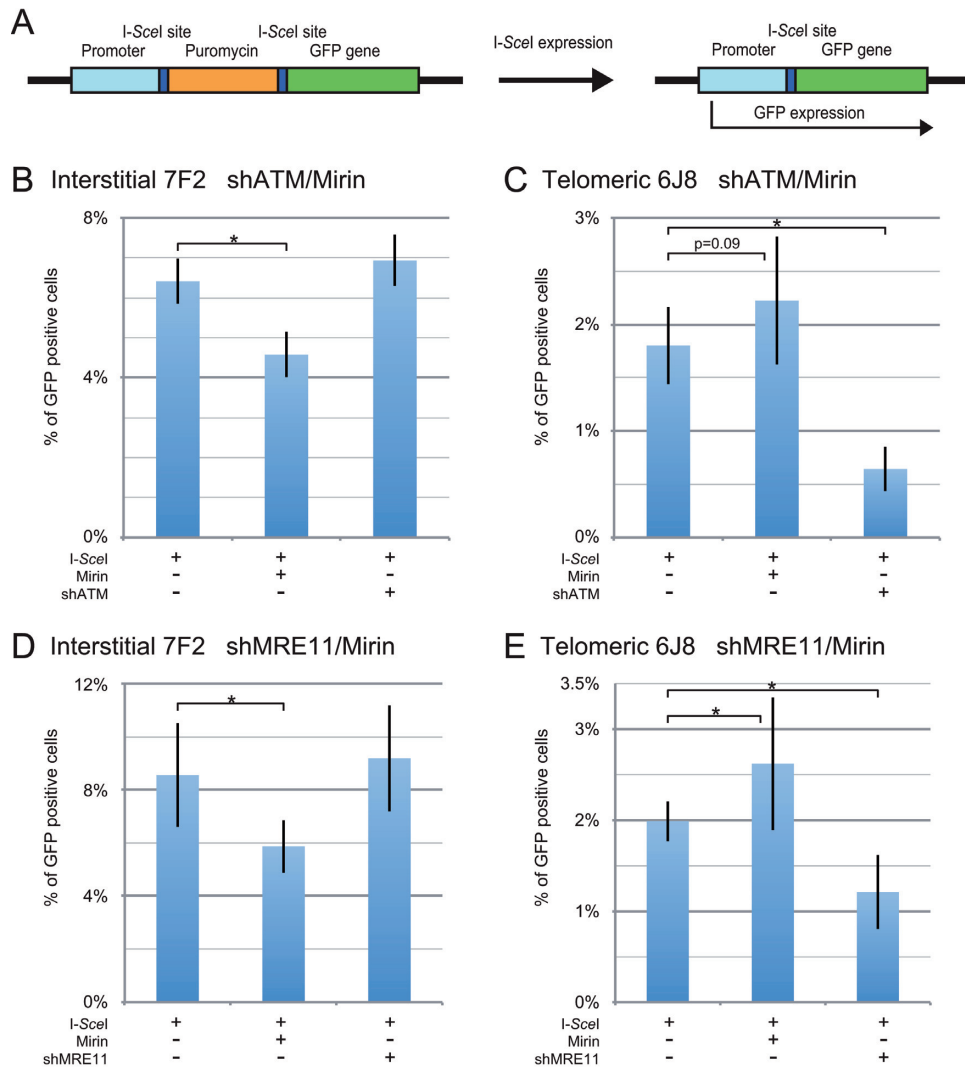 A
I-SceI site I-SceI site
Promoter Puromycin GFP gene
I-SceI expression
I-SceI site
Promoter GFP gene
GFP expression
B Interstitial 7F2 shATM/Mirin
8%
4%
0%
% of GFP positive cells
*
I-SceI + + +
Mirin - + -
shATM - - +
C Telomeric 6J8 shATM/Mirin
3%
2%
1%
0%
% of GFP positive cells
*
p=0.09
I-SceI + + +
Mirin - + -
shATM - - +
D Interstitial 7F2 shMRE11/Mirin
12%
8%
4%
0%
% of GFP positive cells
*
I-SceI + + +
Mirin - + -
shMRE11 - - +
E Telomeric 6J8 shMRE11/Mirin
3.5%
3%
2%
1%
0%
% of GFP positive cells
*
*
I-SceI + + +
Mirin - + -
shMRE11 - - +